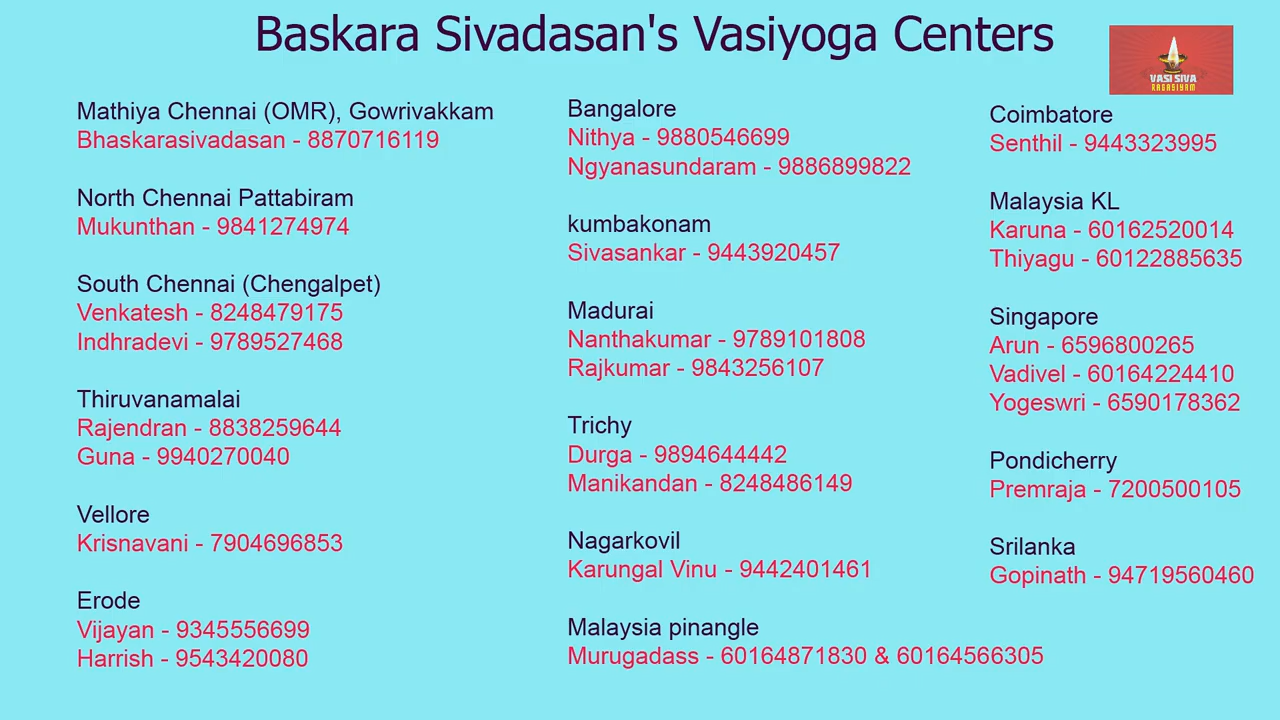 Baskara Sivadasan's Vasiyoga Centers
VASI SIVA
RAGASIYAM
Mathiya Chennai (OMR), Gowrivakkam
Bhaskarasivadasan - 8870716119
North Chennai Pattabiram
Mukunthan - 9841274974
South Chennai (Chengalpet)
Venkatesh - 8248479175
Indhradevi - 9789527468
Thiruvanamalai
Rajendran - 8838259644
Guna - 9940270040
Vellore
Krisnavani - 7904696853
Erode
Vijayan - 9345556699
Harrish - 9543420080
Bangalore
Nithya - 9880546699
Ngyanasundaram - 9886899822
kumbakonam
Sivasankar - 9443920457
Madurai
Nanthakumar - 9789101808
Rajkumar - 9843256107
Trichy
Durga - 9894644442
Manikandan - 8248486149
Nagarkovil
Karungal Vinu - 9442401461
Malaysia pinangle
Murugadass - 60164871830 & 60164566305
Coimbatore
Senthil - 9443323995
Malaysia KL
Karuna - 60162520014
Thiyagu - 60122885635
Singapore
Arun - 6596800265
Vadivel - 60164224410
Yogeswri - 6590178362
Pondicherry
Premraja - 7200500105
Srilanka
Gopinath - 94719560460